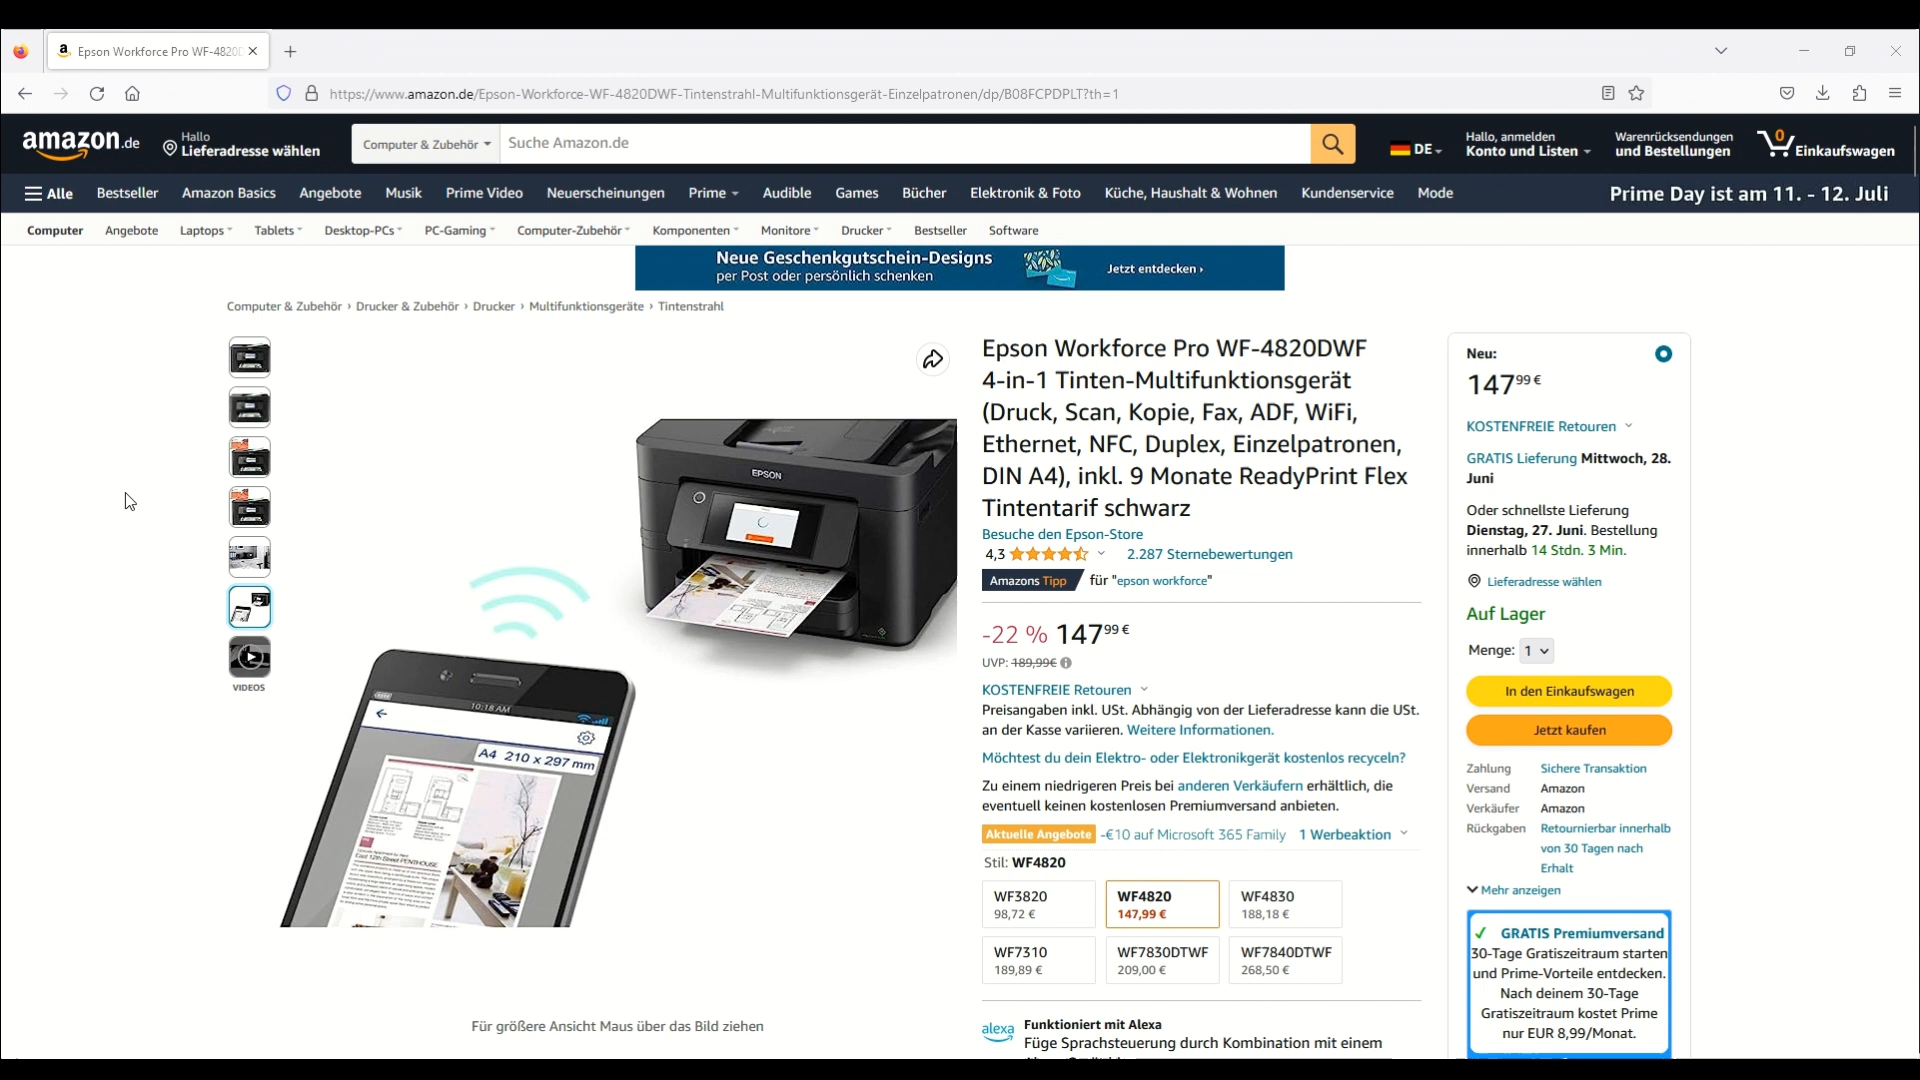 Epson Workforce Pro WF-4820D
https://www.amazon.de/Epson-Workforce-WF-4820DWF-Tintenstrahl-Multifunktionsgerät-Einzelpatronen/dp/B08FCPDPLT?th=1
amazon.de
Hallo
Lieferadresse wählen
Computer & Zubehör
Suche Amazon.de
DE
Hallo, anmelden
Konto und Listen
Warenrücksendungen
und Bestellungen
0
Einkaufswagen
Alle Bestseller Amazon Basics Angebote Musik Prime Video Neuerscheinungen Prime Audible Games Bücher Elektronik & Foto Küche, Haushalt & Wohnen Kundenservice Mode
Prime Day ist am 11. - 12. Juli
Computer Angebote Laptops Tablets Desktop-PCs PC-Gaming Computer-Zubehör Komponenten Monitore Drucker Bestseller Software
Neue Geschenkgutschein-Designs
per Post oder persönlich schenken
Jetzt entdecken ›
Computer & Zubehör › Drucker & Zubehör › Drucker › Multifunktionsgeräte › Tintenstrahl
VIDEOS
EPSON
10:18 AM
A4 210 x 297 mm
East 12th Street PENTHOUSE
Für größere Ansicht Maus über das Bild ziehen
Epson Workforce Pro WF-4820DWF
4-in-1 Tinten-Multifunktionsgerät
(Druck, Scan, Kopie, Fax, ADF, WiFi,
Ethernet, NFC, Duplex, Einzelpatronen,
DIN A4), inkl. 9 Monate ReadyPrint Flex
Tintentarif schwarz
Besuche den Epson-Store
4,3 2.287 Sternebewertungen
Amazons Tipp für "epson workforce"
-22 % 147,99 €
UVP: 189,99€
KOSTENFREIE Retouren
Preisangaben inkl. USt. Abhängig von der Lieferadresse kann die USt.
an der Kasse variieren. Weitere Informationen.
Möchtest du dein Elektro- oder Elektronikgerät kostenlos recyceln?
Zu einem niedrigeren Preis bei anderen Verkäufern erhältlich, die
eventuell keinen kostenlosen Premiumversand anbieten.
Aktuelle Angebote -€10 auf Microsoft 365 Family 1 Werbeaktion
Stil: WF4820
WF3820 WF4820 WF4830
98,72 € 147,99 € 188,18 €
WF7310 WF7830DTWF WF7840DTWF
189,89 € 209,00 € 268,50 €
alexa
Funktioniert mit Alexa
Füge Sprachsteuerung durch Kombination mit einem
Neu:
147,99 €
KOSTENFREIE Retouren
GRATIS Lieferung Mittwoch, 28.
Juni
Oder schnellste Lieferung
Dienstag, 27. Juni. Bestellung
innerhalb 14 Stdn. 3 Min.
Lieferadresse wählen
Auf Lager
Menge: 1
In den Einkaufswagen
Jetzt kaufen
Zahlung Sichere Transaktion
Versand Amazon
Verkäufer Amazon
Rückgaben Retournierbar innerhalb
von 30 Tagen nach
Erhalt
Mehr anzeigen
GRATIS Premiumversand
30-Tage Gratiszeitraum starten
und Prime-Vorteile entdecken.
Nach deinem 30-Tage
Gratiszeitraum kostet Prime
nur EUR 8,99/Monat.